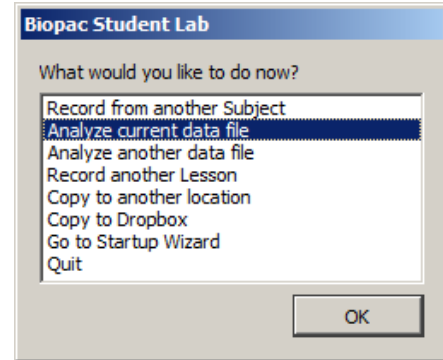 Biopac Student Lab
What would you like to do now?
Record from another Subject
Analyze current data file
Analyze another data file
Record another Lesson
Copy to another location
Copy to Dropbox
Go to Startup Wizard
Quit
OK